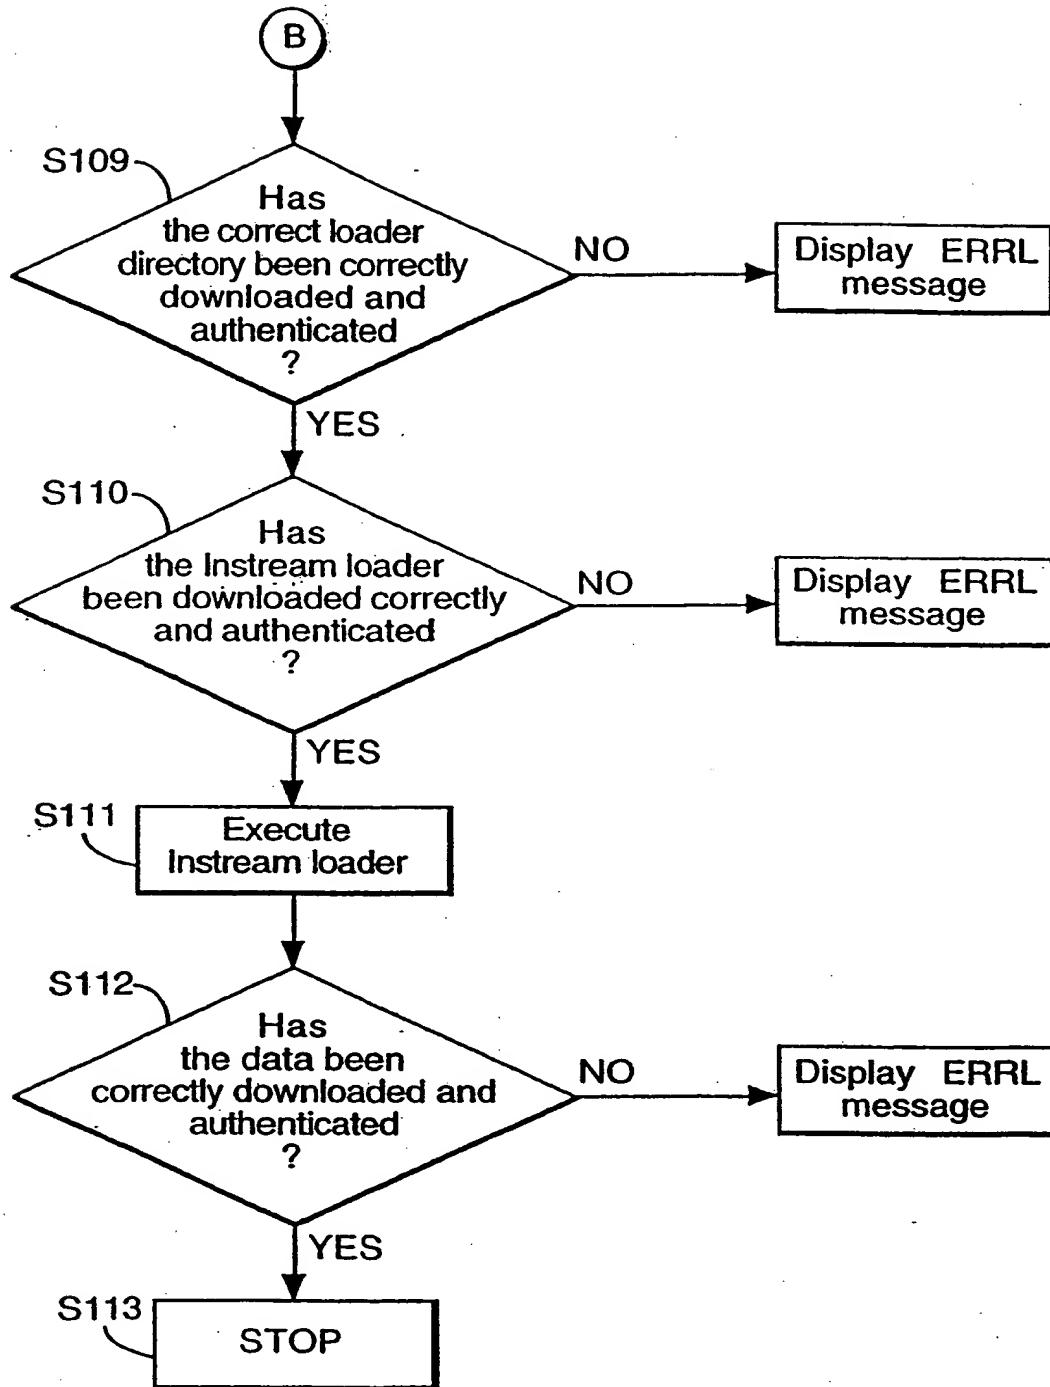 B
S109
Has
the correct loader
directory been correctly
downloaded and
authenticated
?
NO
Display ERRL
message
YES
S110
Has
the Instream loader
been downloaded correctly
and authenticated
?
NO
Display ERRL
message
YES
S111
Execute
Instream loader
S112
Has
the data been
correctly downloaded and
authenticated
?
NO
Display ERRL
message
YES
S113
STOP